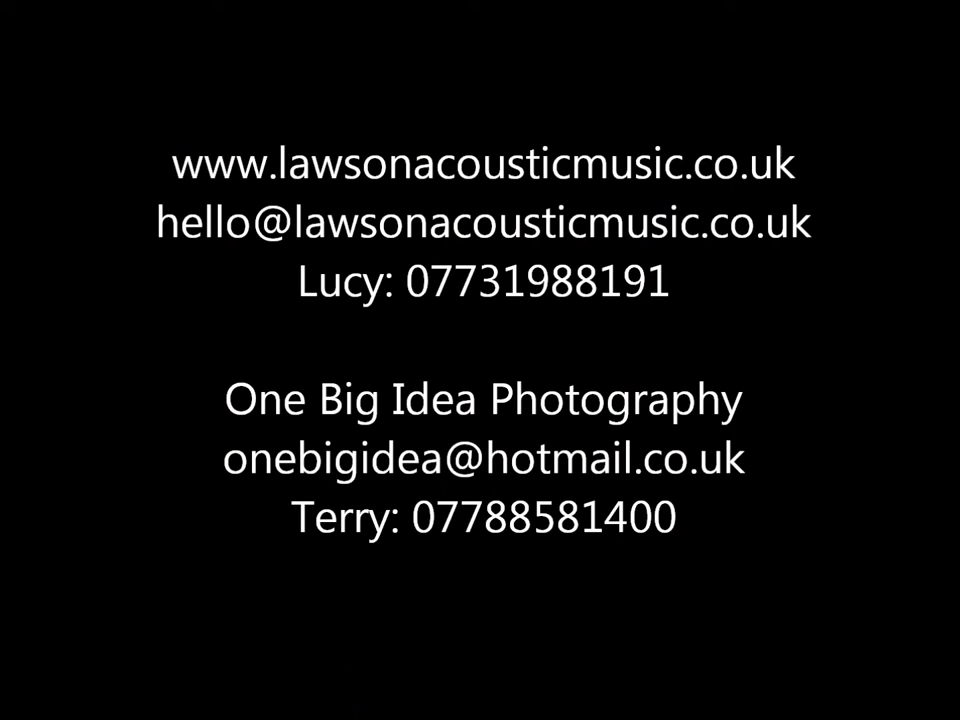 www.lawsonacousticmusic.co.uk
hello@lawsonacousticmusic.co.uk
Lucy: 07731988191
One Big Idea Photography
onebigidea@hotmail.co.uk
Terry: 07788581400